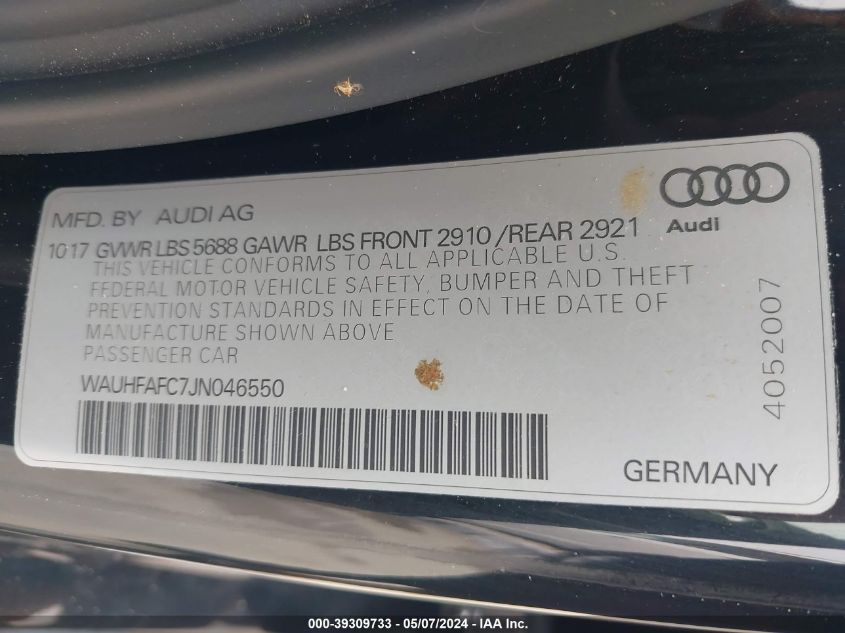 MFD. BY AUDI AG
Audi
10 17 GVWR LBS 5688 GAWR LBS FRONT 2910 / REAR 2921
THIS VEHICLE CONFORMS TO ALL APPLICABLE U.S.
FEDERAL MOTOR VEHICLE SAFETY, BUMPER AND THEFT
PREVENTION STANDARDS IN EFFECT ON THE DATE OF
MANUFACTURE SHOWN ABOVE
PASSENGER CAR
WAUHFAFC7JN046550
4052007
GERMANY
000-39309733 - 05/07/2024 - IAA Inc.